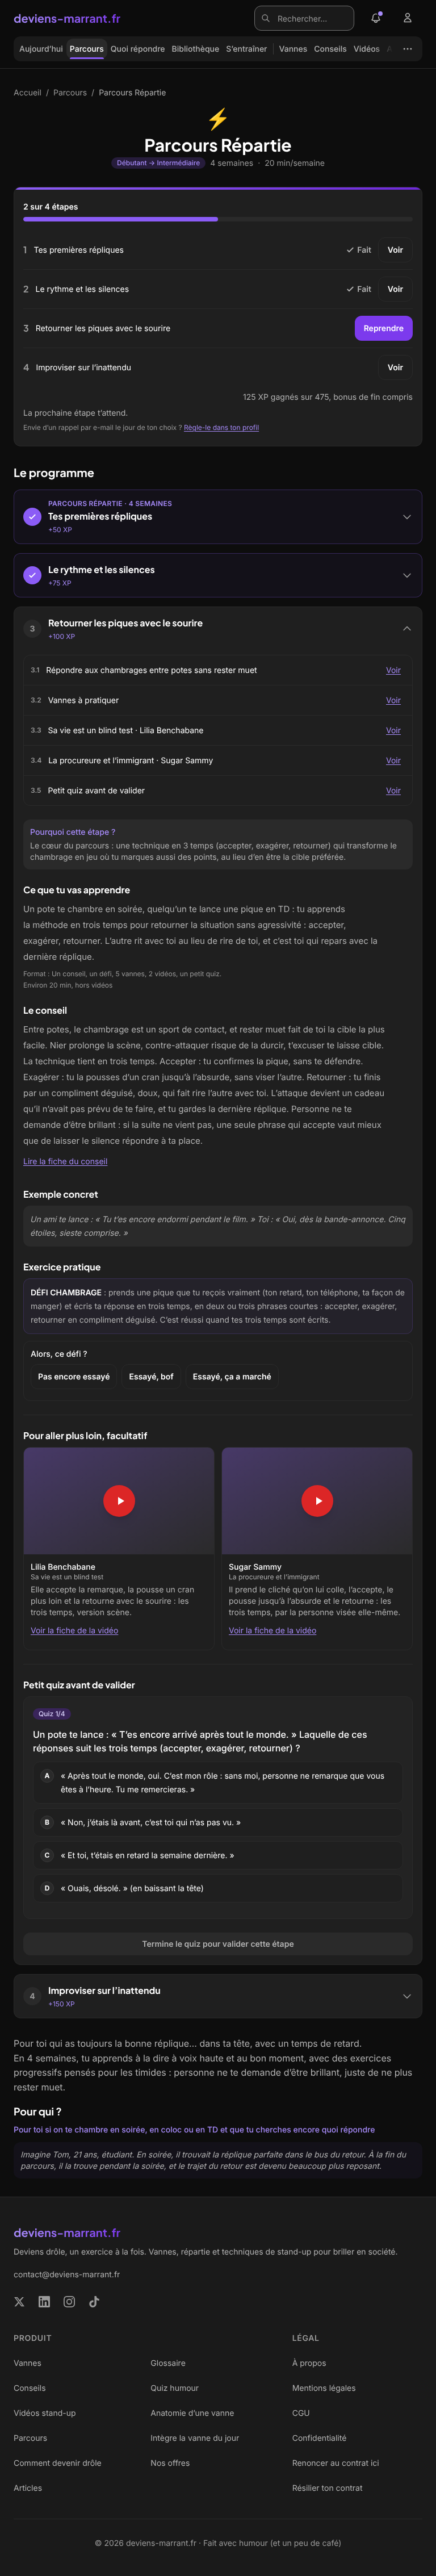 deviens-marrant.fr
Rechercher...
Aujourd'hui Parcours Quoi répondre Bibliothèque S'entraîner Vannes Conseils Vidéos
Accueil / Parcours / Parcours Répartie
Parcours Répartie
Débutant → Intermédiaire 4 semaines · 20 min/semaine
2 sur 4 étapes
1 Tes premières répliques Fait Voir
2 Le rythme et les silences Fait Voir
3 Retourner les piques avec le sourire Reprendre
4 Improviser sur l'inattendu Voir
125 XP gagnés sur 475, bonus de fin compris
La prochaine étape t'attend.
Envie d'un rappel par e-mail le jour de ton choix ? Règle-le dans ton profil
Le programme
PARCOURS RÉPARTIE · 4 SEMAINES
Tes premières répliques
+50 XP
Le rythme et les silences
+75 XP
3 Retourner les piques avec le sourire
+100 XP
3.1 Répondre aux chambrages entre potes sans rester muet Voir
3.2 Vannes à pratiquer Voir
3.3 Sa vie est un blind test · Lilia Benchabane Voir
3.4 La procureure et l'immigrant · Sugar Sammy Voir
3.5 Petit quiz avant de valider Voir
Pourquoi cette étape ?
Le cœur du parcours : une technique en 3 temps (accepter, exagérer, retourner) qui transforme le
chambrage en jeu où tu marques aussi des points, au lieu d'en être la cible préférée.
Ce que tu vas apprendre
Un pote te chambre en soirée, quelqu'un te lance une pique en TD : tu apprends
la méthode en trois temps pour retourner la situation sans agressivité : accepter,
exagérer, retourner. L'autre rit avec toi au lieu de rire de toi, et c'est toi qui repars avec la
dernière réplique.
Format : Un conseil, un défi, 5 vannes, 2 vidéos, un petit quiz.
Environ 20 min, hors vidéos
Le conseil
Entre potes, le chambrage est un sport de contact, et rester muet fait de toi la cible la plus
facile. Nier prolonge la scène, contre-attaquer risque de la durcir, t'excuser te laisse cible.
La technique tient en trois temps. Accepter : tu confirmes la pique, sans te défendre.
Exagérer : tu la pousses d'un cran jusqu'à l'absurde, sans viser l'autre. Retourner : tu finis
par un compliment déguisé, doux, qui fait rire l'autre avec toi. L'attaque devient un cadeau
qu'il n'avait pas prévu de te faire, et tu gardes la dernière réplique. Personne ne te
demande d'être brillant : si la suite ne vient pas, une seule phrase qui accepte vaut mieux
que de laisser le silence répondre à ta place.
Lire la fiche du conseil
Exemple concret
Un ami te lance : « Tu t'es encore endormi pendant le film. » Toi : « Oui, dès la bande-annonce. Cinq
étoiles, sieste comprise. »
Exercice pratique
DÉFI CHAMBRAGE : prends une pique que tu reçois vraiment (ton retard, ton téléphone, ta façon de
manger) et écris ta réponse en trois temps, en deux ou trois phrases courtes : accepter, exagérer,
retourner en compliment déguisé. C'est réussi quand tes trois temps sont écrits.
Alors, ce défi ?
Pas encore essayé Essayé, bof Essayé, ça a marché
Pour aller plus loin, facultatif
Lilia Benchabane
Sa vie est un blind test
Elle accepte la remarque, la pousse un cran
plus loin et la retourne avec le sourire : les
trois temps, version scène.
Voir la fiche de la vidéo
Sugar Sammy
La procureure et l'immigrant
Il prend le cliché qu'on lui colle, l'accepte, le
pousse jusqu'à l'absurde et le retourne : les
trois temps, par la personne visée elle-même.
Voir la fiche de la vidéo
Petit quiz avant de valider
Quiz 1/4
Un pote te lance : « T'es encore arrivé après tout le monde. » Laquelle de ces
réponses suit les trois temps (accepter, exagérer, retourner) ?
A « Après tout le monde, oui. C'est mon rôle : sans moi, personne ne remarque que vous
êtes à l'heure. Tu me remercieras. »
B « Non, j'étais là avant, c'est toi qui n'as pas vu. »
C « Et toi, t'étais en retard la semaine dernière. »
D « Ouais, désolé. » (en baissant la tête)
Termine le quiz pour valider cette étape
4 Improviser sur l'inattendu
+150 XP
Pour toi qui as toujours la bonne réplique... dans ta tête, avec un temps de retard.
En 4 semaines, tu apprends à la dire à voix haute et au bon moment, avec des exercices
progressifs pensés pour les timides : personne ne te demande d'être brillant, juste de ne plus
rester muet.
Pour qui ?
Pour toi si on te chambre en soirée, en coloc ou en TD et que tu cherches encore quoi répondre
Imagine Tom, 21 ans, étudiant. En soirée, il trouvait la réplique parfaite dans le bus du retour. À la fin du
parcours, il la trouve pendant la soirée, et le trajet du retour est devenu beaucoup plus reposant.
deviens-marrant.fr
Deviens drôle, un exercice à la fois. Vannes, répartie et techniques de stand-up pour briller en société.
contact@deviens-marrant.fr
PRODUIT
Vannes
Conseils
Vidéos stand-up
Parcours
Comment devenir drôle
Articles
Glossaire
Quiz humour
Anatomie d'une vanne
Intègre la vanne du jour
Nos offres
LÉGAL
À propos
Mentions légales
CGU
Confidentialité
Renoncer au contrat ici
Résilier ton contrat
© 2026 deviens-marrant.fr · Fait avec humour (et un peu de café)